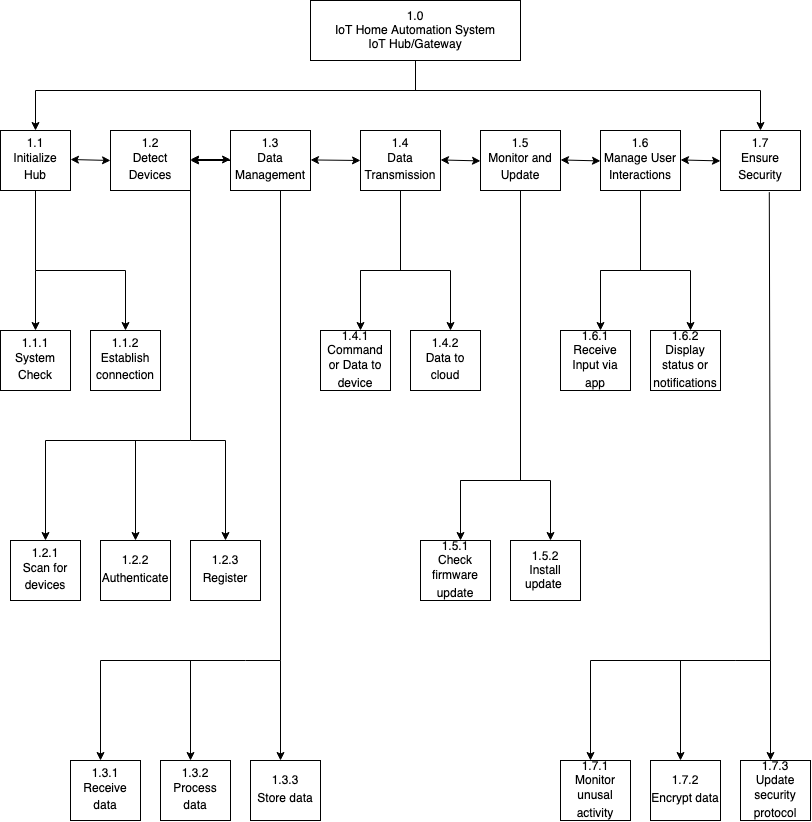 1.0
IoT Home Automation System
IoT Hub/Gateway
1.1
Initialize
Hub
1.2
Detect
Devices
1.3
Data
Management
1.4
Data
Transmission
1.5
Monitor and
Update
1.6
Manage User
Interactions
1.7
Ensure
Security
1.1.1
System
Check
1.1.2
Establish
connection
1.4.1
Command
or Data to
device
1.4.2
Data to
cloud
1.6.1
Receive
Input via
app
1.6.2
Display
status or
notifications
1.2.1
Scan for
devices
1.2.2
Authenticate
1.2.3
Register
1.5.1
Check
firmware
update
1.5.2
Install
update
1.3.1
Receive
data
1.3.2
Process
data
1.3.3
Store data
1.7.1
Monitor
unusal
activity
1.7.2
Encrypt data
1.7.3
Update
security
protocol